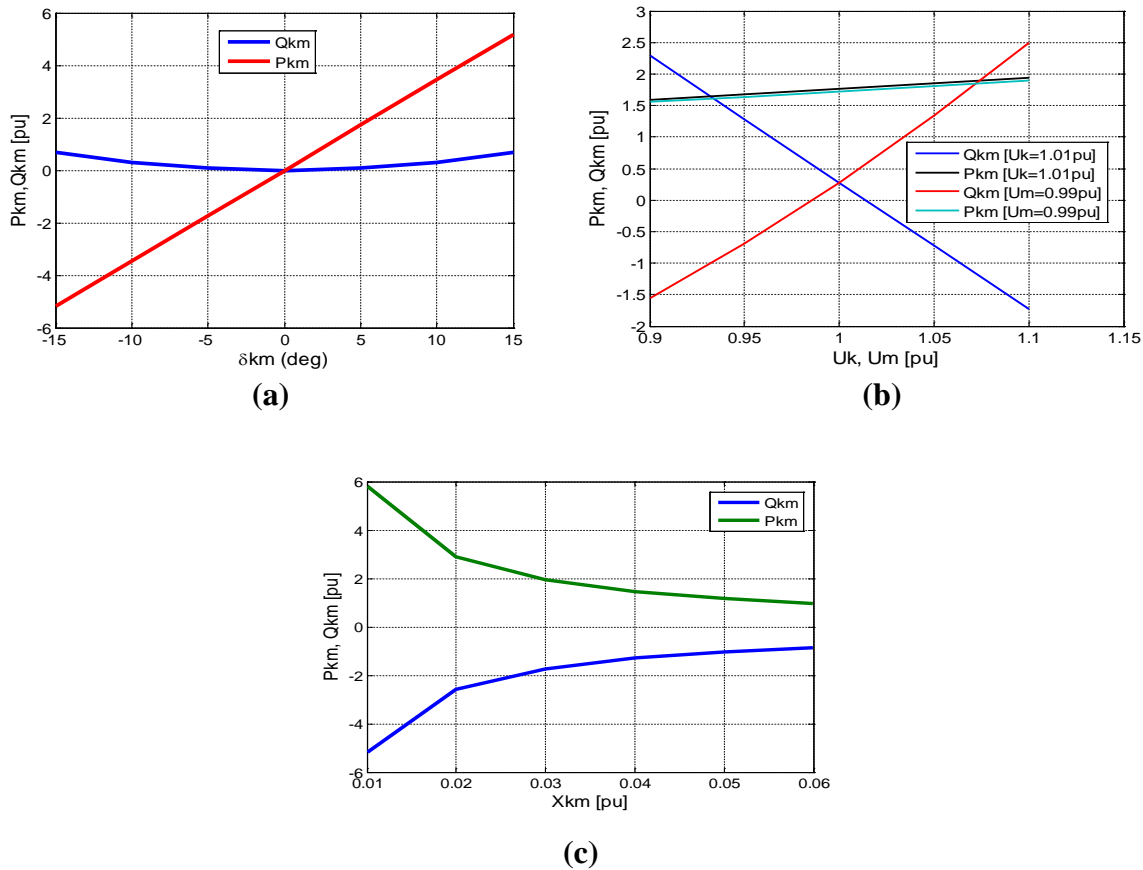 6
4
2
0
-2
-4
-6
Pkm,Qkm [pu]
Qkm
Pkm
-15
-10
-5
0
5
10
15
δkm (deg)
(a)
3
2.5
2
1.5
1
0.5
0
-0.5
-1
-1.5
-2
Pkm, Qkm [pu]
Qkm [Uk=1.01pu]
Pkm [Uk=1.01pu]
Qkm [Um=0.99pu]
Pkm [Um=0.99pu]
0.9
0.95
1
1.05
1.1
1.15
Uk, Um [pu]
(b)
6
4
2
0
-2
-4
-6
Pkm, Qkm [pu]
Qkm
Pkm
0.01
0.02
0.03
0.04
0.05
0.06
Xkm [pu]
(c)